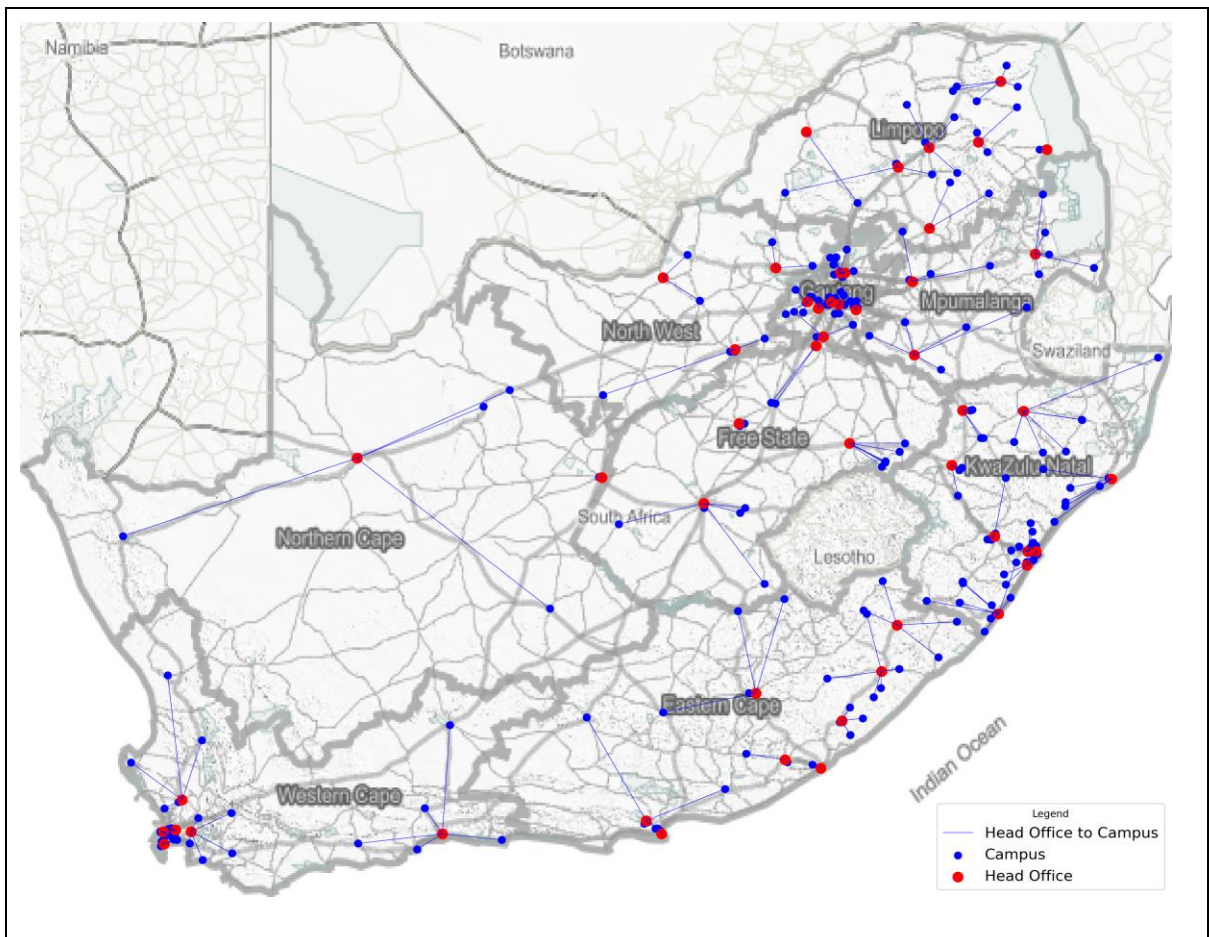 Namibia
Botswana
Limpopo
Gauteng
Mpumalanga
North West
Swaziland
Free State
KwaZulu Natal
South Africa
Northern Cape
Lesotho
Eastern Cape
Indian Ocean
Western Cape
Legend
Head Office to Campus
Campus
Head Office